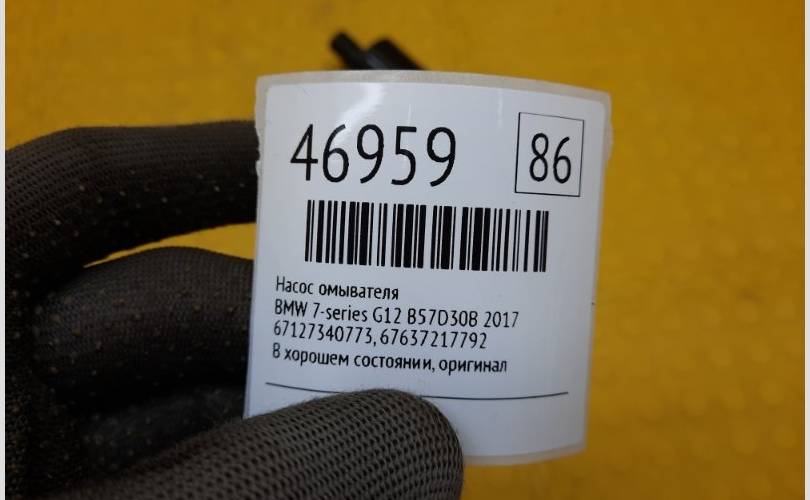 46959
86
Насос омывателя
BMW 7-series G12 B57D30B 2017
67127340773, 67637217792
В хорошем состоянии, оригинал